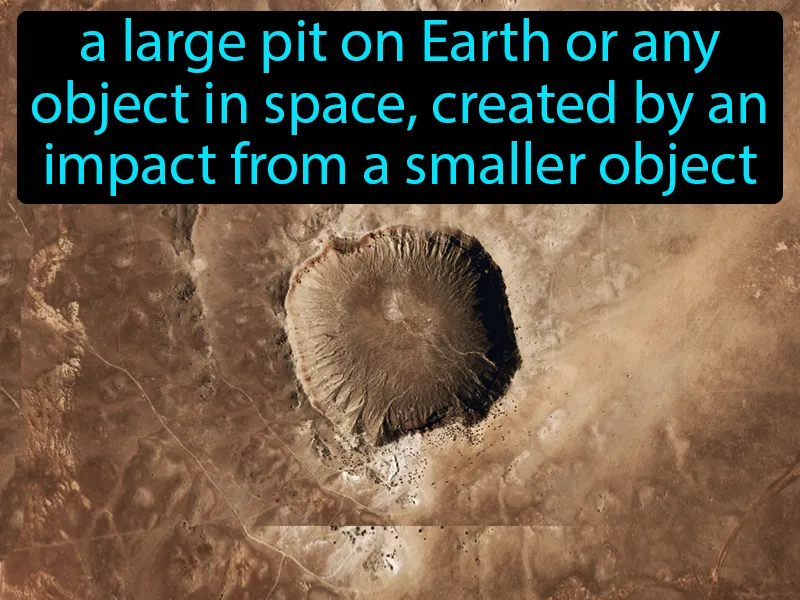 a large pit on Earth or any
object in space, created by an
impact from a smaller object